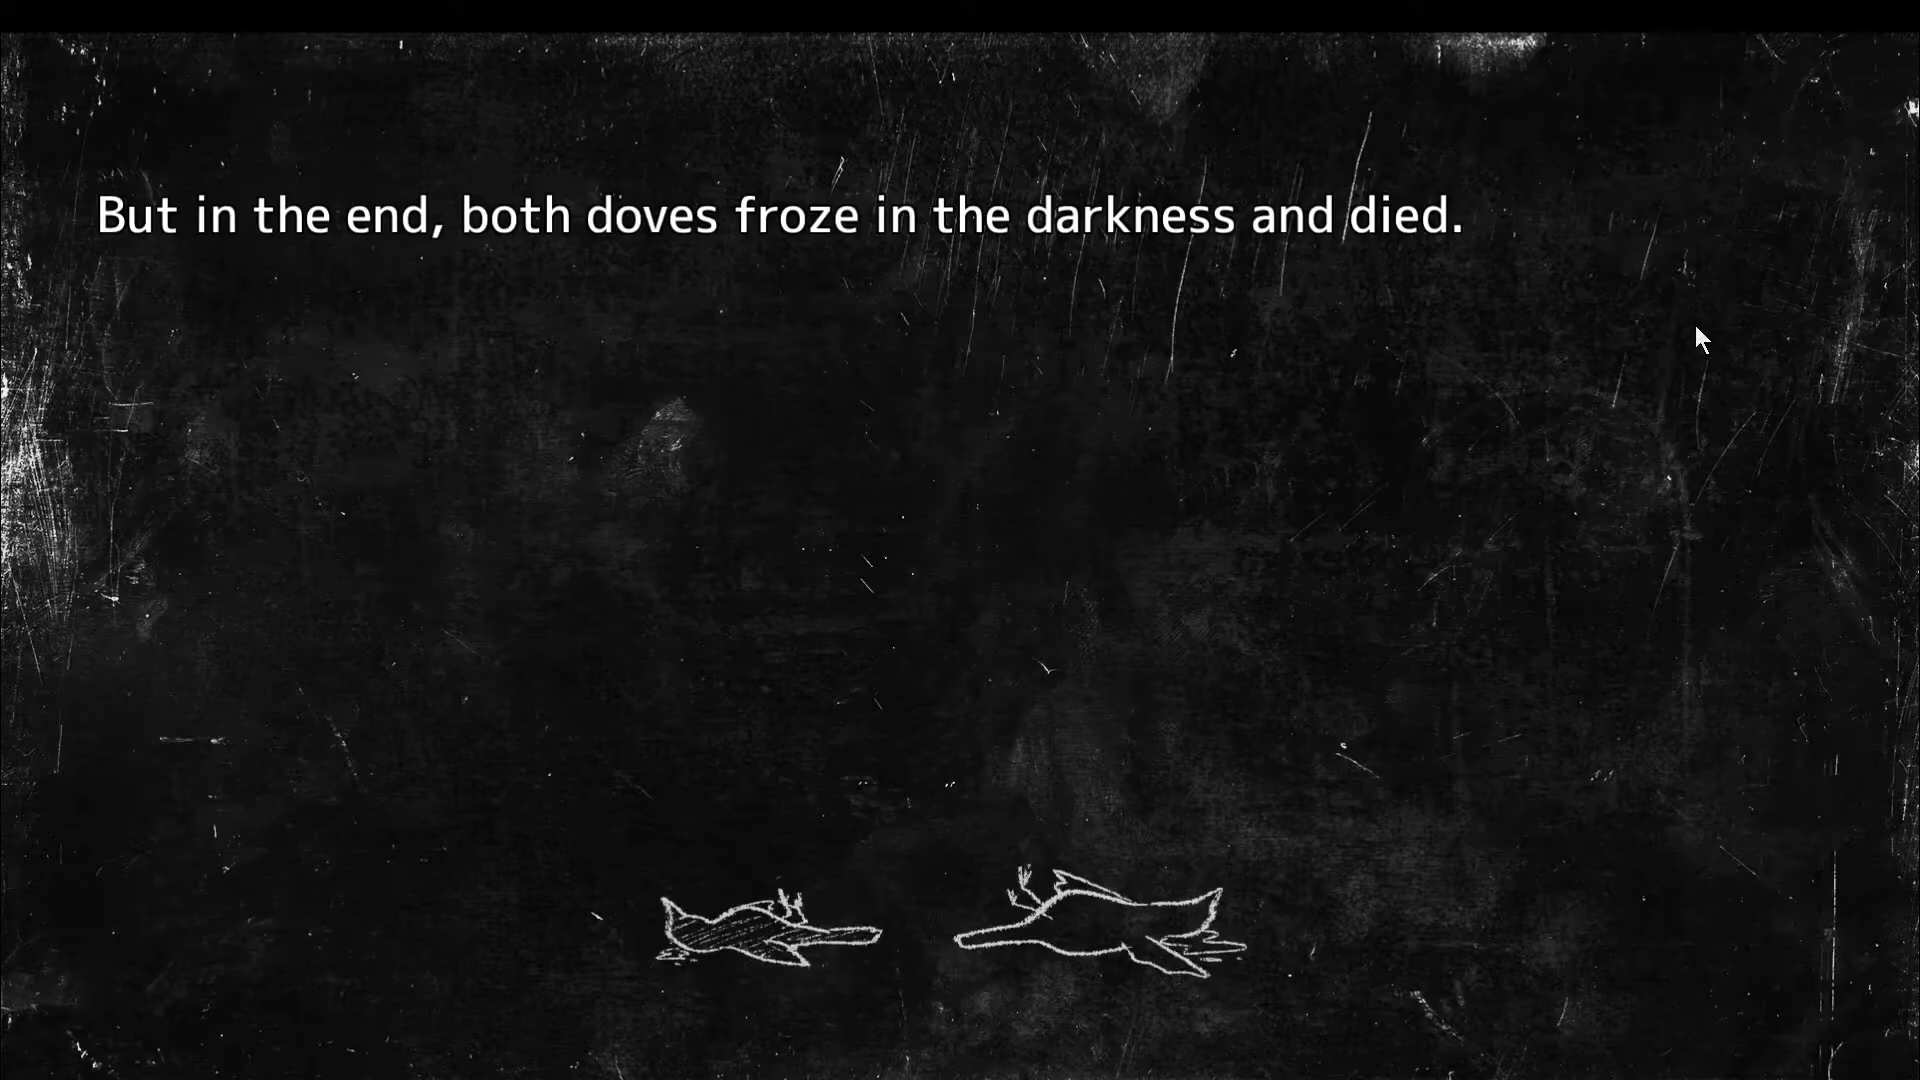 But in the end, both doves froze in the darkness and died.